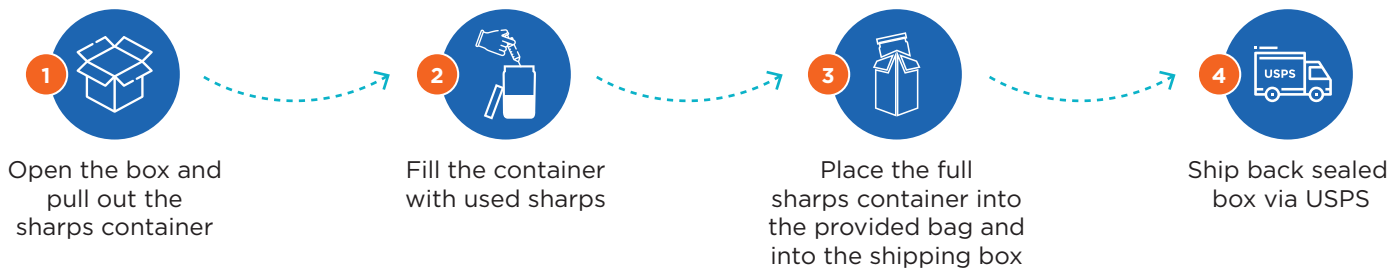 1
Open the box and
pull out the
sharps container
2
Fill the container
with used sharps
3
Place the full
sharps container into
the provided bag and
into the shipping box
4
USPS
Ship back sealed
box via USPS